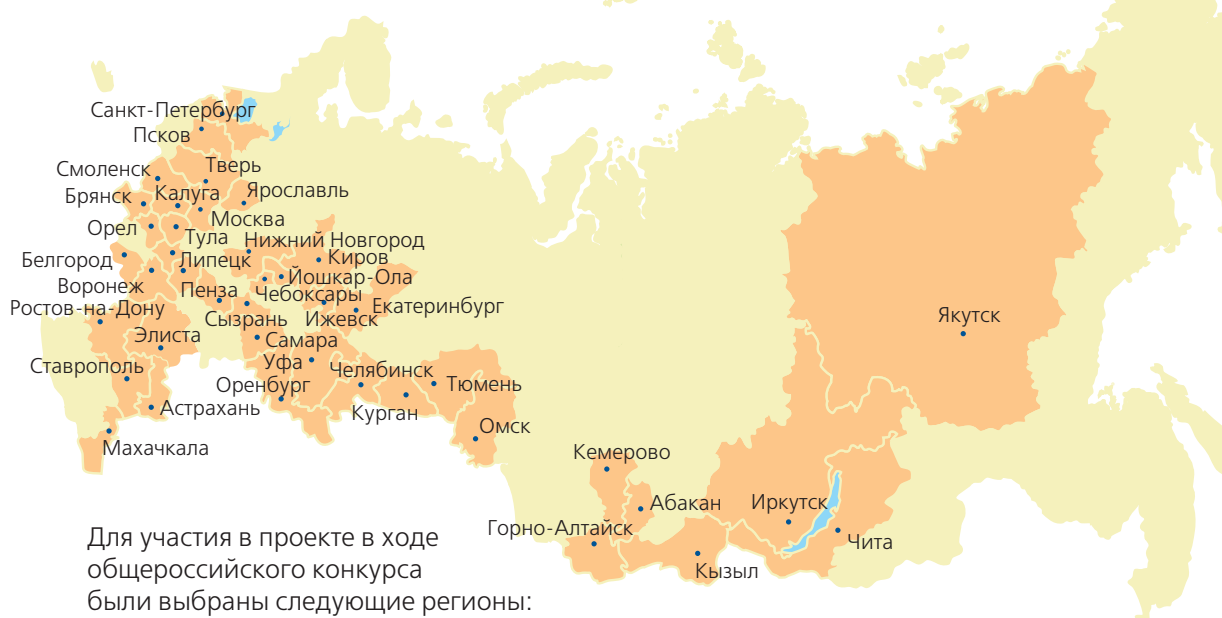 Санкт-Петербург
Псков
Тверь
Смоленск
Ярославль
Брянск
Калуга
Москва
Орел
Тула
Нижний Новгород
Киров
Белгород
Липецк
Йошкар-Ола
Воронеж
Пенза
Чебоксары
Ростов-на-Дону
Екатеринбург
Сызрань
Ижевск
Якутск
Элиста
Самара
Ставрополь
Уфа
Челябинск
Оренбург
Тюмень
Астрахань
Курган
Омск
Махачкала
Кемерово
Абакан
Иркутск
Горно-Алтайск
Чита
Кызыл
Для участия в проекте в ходе
общероссийского конкурса
были выбраны следующие регионы: